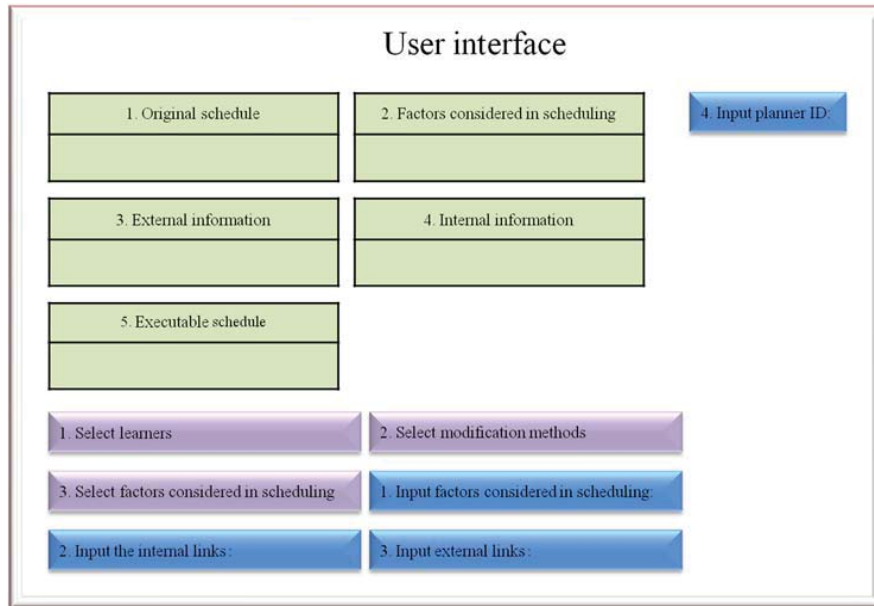 User interface
1. Original schedule
2. Factors considered in scheduling
4. Input planner ID:
3. External information
4. Internal information
5. Executable schedule
1. Select learners
2. Select modification methods
3. Select factors considered in scheduling
1. Input factors considered in scheduling:
2. Input the internal links :
3. Input external links :